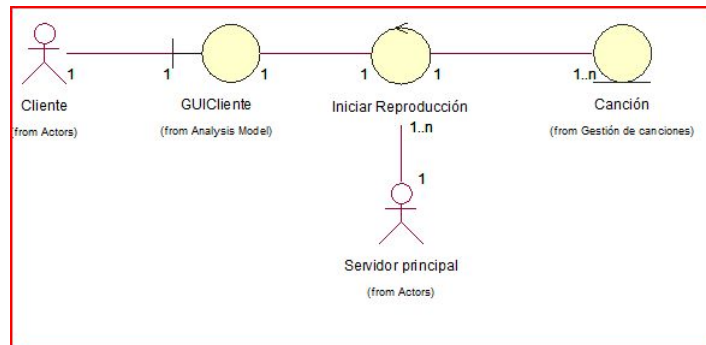 1
1
1
1
1
1..n
Cliente
GUICliente
Iniciar Reproducción
Canción
(from Actors)
(from Analysis Model)
(from Gestión de canciones)
1..n
1
Servidor principal
(from Actors)